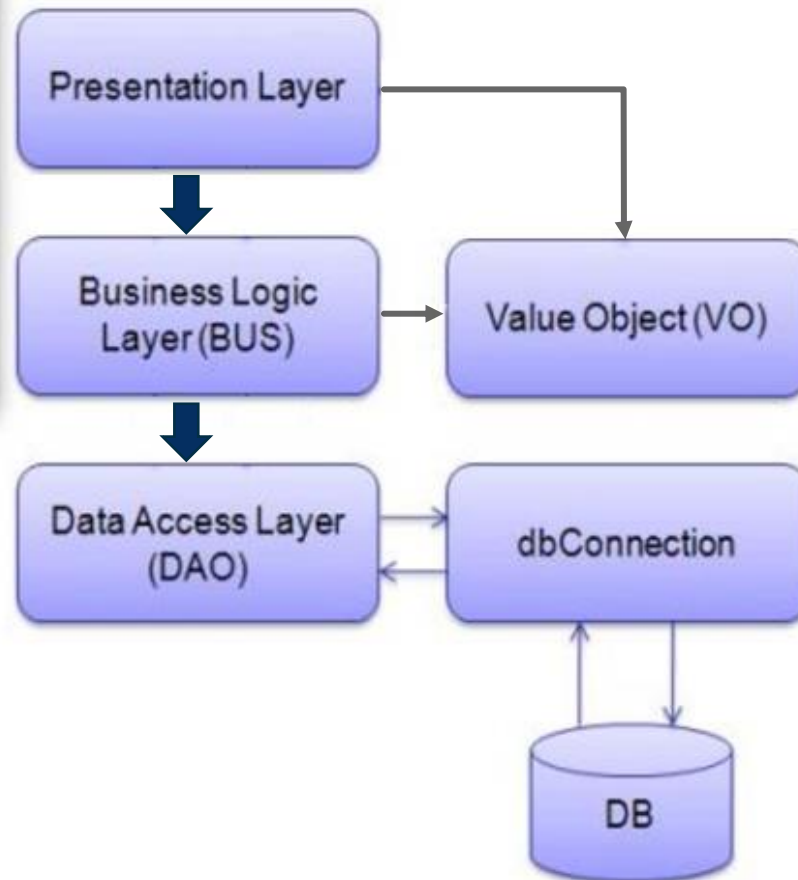 Presentation Layer
Business Logic
Layer (BUS)
Value Object (VO)
Data Access Layer
(DAO)
dbConnection
DB